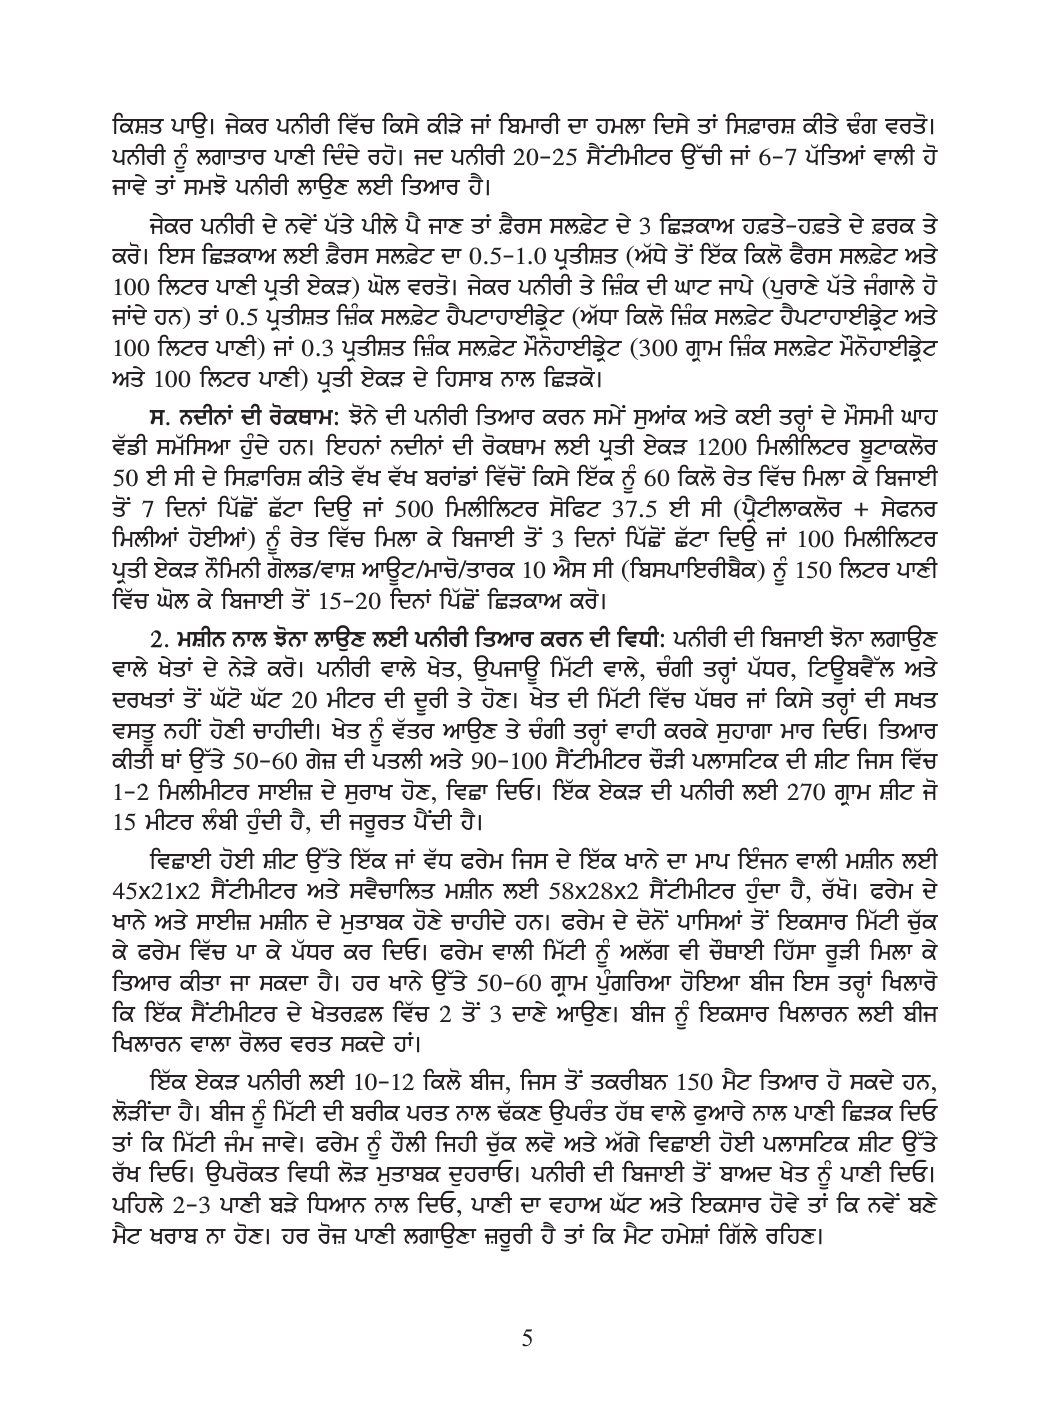 ਕਿਸ਼ਤ ਪਾਉ। ਜੇਕਰ ਪਨੀਰੀ ਵਿੱਚ ਕਿਸੇ ਕੀੜੇ ਜਾਂ ਬਿਮਾਰੀ ਦਾ ਹਮਲਾ ਦਿਸੇ ਤਾਂ ਸਿਫ਼ਾਰਸ਼ ਕੀਤੇ ਢੰਗ ਵਰਤੋ।
ਪਨੀਰੀ ਨੂੰ ਲਗਾਤਾਰ ਪਾਣੀ ਦਿੰਦੇ ਰਹੋ। ਜਦ ਪਨੀਰੀ 20-25 ਸੈਂਟੀਮੀਟਰ ਉੱਚੀ ਜਾਂ 6-7 ਪੱਤਿਆਂ ਵਾਲੀ ਹੋ
ਜਾਵੇ ਤਾਂ ਸਮਝੋ ਪਨੀਰੀ ਲਾਉਣ ਲਈ ਤਿਆਰ ਹੈ।
ਜੇਕਰ ਪਨੀਰੀ ਦੇ ਨਵੇਂ ਪੱਤੇ ਪੀਲੇ ਪੈ ਜਾਣ ਤਾਂ ਫ਼ੈਰਸ ਸਲਫ਼ੇਟ ਦੇ 3 ਛਿੜਕਾਅ ਹਫ਼ਤੇ-ਹਫ਼ਤੇ ਦੇ ਫ਼ਰਕ ਤੇ
ਕਰੋ। ਇਸ ਛਿੜਕਾਅ ਲਈ ਫ਼ੈਰਸ ਸਲਫ਼ੇਟ ਦਾ 0.5-1.0 ਪ੍ਰਤੀਸ਼ਤ (ਅੱਧੇ ਤੋਂ ਇੱਕ ਕਿਲੋ ਫੈਰਸ ਸਲਫ਼ੇਟ ਅਤੇ
100 ਲਿਟਰ ਪਾਣੀ ਪ੍ਰਤੀ ਏਕੜ) ਘੋਲ ਵਰਤੋ। ਜੇਕਰ ਪਨੀਰੀ ਤੇ ਜ਼ਿੰਕ ਦੀ ਘਾਟ ਜਾਪੇ (ਪੁਰਾਣੇ ਪੱਤੇ ਜੰਗਾਲੇ ਹੋ
ਜਾਂਦੇ ਹਨ) ਤਾਂ 0.5 ਪ੍ਰਤੀਸ਼ਤ ਜ਼ਿੰਕ ਸਲਫ਼ੇਟ ਹੈਪਟਾਹਾਈਡ੍ਰੇਟ (ਅੱਧਾ ਕਿਲੋ ਜ਼ਿੰਕ ਸਲਫ਼ੇਟ ਹੈਪਟਾਹਾਈਡ੍ਰੇਟ ਅਤੇ
100 ਲਿਟਰ ਪਾਣੀ) ਜਾਂ 0.3 ਪ੍ਰਤੀਸ਼ਤ ਜ਼ਿੰਕ ਸਲਫ਼ੇਟ ਮੌਨੋਹਾਈਡ੍ਰੇਟ (300 ਗ੍ਰਾਮ ਜ਼ਿੰਕ ਸਲਫ਼ੇਟ ਮੌਨੋਹਾਈਡ੍ਰੇਟ
ਅਤੇ 100 ਲਿਟਰ ਪਾਣੀ) ਪ੍ਰਤੀ ਏਕੜ ਦੇ ਹਿਸਾਬ ਨਾਲ ਛਿੜਕੋ।
ਸ. ਨਦੀਨਾਂ ਦੀ ਰੋਕਥਾਮ: ਝੋਨੇ ਦੀ ਪਨੀਰੀ ਤਿਆਰ ਕਰਨ ਸਮੇਂ ਸੁਆਂਕ ਅਤੇ ਕਈ ਤਰ੍ਹਾਂ ਦੇ ਮੌਸਮੀ ਘਾਹ
ਵੱਡੀ ਸਮੱਸਿਆ ਹੁੰਦੇ ਹਨ। ਇਹਨਾਂ ਨਦੀਨਾਂ ਦੀ ਰੋਕਥਾਮ ਲਈ ਪ੍ਰਤੀ ਏਕੜ 1200 ਮਿਲੀਲਿਟਰ ਬੂਟਾਕਲੋਰ
50 ਈ ਸੀ ਦੇ ਸਿਫ਼ਾਰਿਸ਼ ਕੀਤੇ ਵੱਖ ਵੱਖ ਬਰਾਂਡਾਂ ਵਿੱਚੋਂ ਕਿਸੇ ਇੱਕ ਨੂੰ 60 ਕਿਲੋ ਰੇਤ ਵਿੱਚ ਮਿਲਾ ਕੇ ਬਿਜਾਈ
ਤੋਂ 7 ਦਿਨਾਂ ਪਿੱਛੋਂ ਛੱਟਾ ਦਿਉ ਜਾਂ 500 ਮਿਲੀਲਿਟਰ ਸੋਫਿਟ 37.5 ਈ ਸੀ (ਪ੍ਰੈਟੀਲਾਕਲੋਰ + ਸੇਫਨਰ
ਮਿਲੀਆਂ ਹੋਈਆਂ) ਨੂੰ ਰੇਤ ਵਿੱਚ ਮਿਲਾ ਕੇ ਬਿਜਾਈ ਤੋਂ 3 ਦਿਨਾਂ ਪਿੱਛੋਂ ਛੱਟਾ ਦਿਉ ਜਾਂ 100 ਮਿਲੀਲਿਟਰ
ਪ੍ਰਤੀ ਏਕੜ ਨੌਮਿਨੀ ਗੋਲਡ/ਵਾਸ਼ ਆਊਟ/ਮਾਚੋ/ਤਾਰਕ 10 ਐਸ ਸੀ (ਬਿਸਪਾਇਰੀਬੈਕ) ਨੂੰ 150 ਲਿਟਰ ਪਾਣੀ
ਵਿੱਚ ਘੋਲ ਕੇ ਬਿਜਾਈ ਤੋਂ 15-20 ਦਿਨਾਂ ਪਿੱਛੋਂ ਛਿੜਕਾਅ ਕਰੋ।
2. ਮਸ਼ੀਨ ਨਾਲ ਝੋਨਾ ਲਾਉਣ ਲਈ ਪਨੀਰੀ ਤਿਆਰ ਕਰਨ ਦੀ ਵਿਧੀ: ਪਨੀਰੀ ਦੀ ਬਿਜਾਈ ਝੋਨਾ ਲਗਾਉਣ
ਵਾਲੇ ਖੇਤਾਂ ਦੇ ਨੇੜੇ ਕਰੋ। ਪਨੀਰੀ ਵਾਲੇ ਖੇਤ, ਉਪਜਾਊ ਮਿੱਟੀ ਵਾਲੇ, ਚੰਗੀ ਤਰ੍ਹਾਂ ਪੱਧਰ, ਟਿਊਬਵੈੱਲ ਅਤੇ
ਦਰਖਤਾਂ ਤੋਂ ਘੱਟੋ ਘੱਟ 20 ਮੀਟਰ ਦੀ ਦੂਰੀ ਤੇ ਹੋਣ। ਖੇਤ ਦੀ ਮਿੱਟੀ ਵਿੱਚ ਪੱਥਰ ਜਾਂ ਕਿਸੇ ਤਰ੍ਹਾਂ ਦੀ ਸਖਤ
ਵਸਤੂ ਨਹੀਂ ਹੋਣੀ ਚਾਹੀਦੀ। ਖੇਤ ਨੂੰ ਵੱਤਰ ਆਉਣ ਤੇ ਚੰਗੀ ਤਰ੍ਹਾਂ ਵਾਹੀ ਕਰਕੇ ਸੁਹਾਗਾ ਮਾਰ ਦਿਓ। ਤਿਆਰ
ਕੀਤੀ ਥਾਂ ਉੱਤੇ 50-60 ਗੇਜ਼ ਦੀ ਪਤਲੀ ਅਤੇ 90-100 ਸੈਂਟੀਮੀਟਰ ਚੌੜੀ ਪਲਾਸਟਿਕ ਦੀ ਸ਼ੀਟ ਜਿਸ ਵਿੱਚ
1-2 ਮਿਲੀਮੀਟਰ ਸਾਈਜ਼ ਦੇ ਸੁਰਾਖ ਹੋਣ, ਵਿਛਾ ਦਿਓ। ਇੱਕ ਏਕੜ ਦੀ ਪਨੀਰੀ ਲਈ 270 ਗ੍ਰਾਮ ਸ਼ੀਟ ਜੋ
15 ਮੀਟਰ ਲੰਬੀ ਹੁੰਦੀ ਹੈ, ਦੀ ਜਰੂਰਤ ਪੈਂਦੀ ਹੈ।
ਵਿਛਾਈ ਹੋਈ ਸ਼ੀਟ ਉੱਤੇ ਇੱਕ ਜਾਂ ਵੱਧ ਫਰੇਮ ਜਿਸ ਦੇ ਇੱਕ ਖਾਨੇ ਦਾ ਮਾਪ ਇੰਜਨ ਵਾਲੀ ਮਸ਼ੀਨ ਲਈ
45x21x2 ਸੈਂਟੀਮੀਟਰ ਅਤੇ ਸਵੈਚਾਲਿਤ ਮਸ਼ੀਨ ਲਈ 58x28x2 ਸੈਂਟੀਮੀਟਰ ਹੁੰਦਾ ਹੈ, ਰੱਖੋ। ਫਰੇਮ ਦੇ
ਖਾਨੇ ਅਤੇ ਸਾਈਜ਼ ਮਸ਼ੀਨ ਦੇ ਮੁਤਾਬਕ ਹੋਣੇ ਚਾਹੀਦੇ ਹਨ। ਫਰੇਮ ਦੇ ਦੋਨੋਂ ਪਾਸਿਆਂ ਤੋਂ ਇਕਸਾਰ ਮਿੱਟੀ ਚੁੱਕ
ਕੇ ਫਰੇਮ ਵਿੱਚ ਪਾ ਕੇ ਪੱਧਰ ਕਰ ਦਿਓ। ਫਰੇਮ ਵਾਲੀ ਮਿੱਟੀ ਨੂੰ ਅਲੱਗ ਵੀ ਚੌਥਾਈ ਹਿੱਸਾ ਰੂੜੀ ਮਿਲਾ ਕੇ
ਤਿਆਰ ਕੀਤਾ ਜਾ ਸਕਦਾ ਹੈ। ਹਰ ਖਾਨੇ ਉੱਤੇ 50-60 ਗ੍ਰਾਮ ਪੁੰਗਰਿਆ ਹੋਇਆ ਬੀਜ ਇਸ ਤਰ੍ਹਾਂ ਖਿਲਾਰੋ
ਕਿ ਇੱਕ ਸੈਂਟੀਮੀਟਰ ਦੇ ਖੇਤਰਫ਼ਲ ਵਿੱਚ 2 ਤੋਂ 3 ਦਾਣੇ ਆਉਣ। ਬੀਜ ਨੂੰ ਇਕਸਾਰ ਖਿਲਾਰਨ ਲਈ ਬੀਜ
ਖਿਲਾਰਨ ਵਾਲਾ ਰੋਲਰ ਵਰਤ ਸਕਦੇ ਹਾਂ।
ਇੱਕ ਏਕੜ ਪਨੀਰੀ ਲਈ 10-12 ਕਿਲੋ ਬੀਜ, ਜਿਸ ਤੋਂ ਤਕਰੀਬਨ 150 ਮੈਟ ਤਿਆਰ ਹੋ ਸਕਦੇ ਹਨ,
ਲੋੜੀਂਦਾ ਹੈ। ਬੀਜ ਨੂੰ ਮਿੱਟੀ ਦੀ ਬਰੀਕ ਪਰਤ ਨਾਲ ਢੱਕਣ ਉਪਰੰਤ ਹੱਥ ਵਾਲੇ ਫੁਆਰੇ ਨਾਲ ਪਾਣੀ ਛਿੜਕ ਦਿਓ
ਤਾਂ ਕਿ ਮਿੱਟੀ ਜੰਮ ਜਾਵੇ। ਫਰੇਮ ਨੂੰ ਹੌਲੀ ਜਿਹੀ ਚੁੱਕ ਲਵੋ ਅਤੇ ਅੱਗੇ ਵਿਛਾਈ ਹੋਈ ਪਲਾਸਟਿਕ ਸ਼ੀਟ ਉੱਤੇ
ਰੱਖ ਦਿਓ। ਉਪਰੋਕਤ ਵਿਧੀ ਲੋੜ ਮੁਤਾਬਕ ਦੁਹਰਾਓ। ਪਨੀਰੀ ਦੀ ਬਿਜਾਈ ਤੋਂ ਬਾਅਦ ਖੇਤ ਨੂੰ ਪਾਣੀ ਦਿਓ।
ਪਹਿਲੇ 2-3 ਪਾਣੀ ਬੜੇ ਧਿਆਨ ਨਾਲ ਦਿਓ, ਪਾਣੀ ਦਾ ਵਹਾਅ ਘੱਟ ਅਤੇ ਇਕਸਾਰ ਹੋਵੇ ਤਾਂ ਕਿ ਨਵੇਂ ਬਣੇ
ਮੈਟ ਖਰਾਬ ਨਾ ਹੋਣ। ਹਰ ਰੋਜ਼ ਪਾਣੀ ਲਗਾਉਣਾ ਜ਼ਰੂਰੀ ਹੈ ਤਾਂ ਕਿ ਮੈਟ ਹਮੇਸ਼ਾਂ ਗਿੱਲੇ ਰਹਿਣ।
5